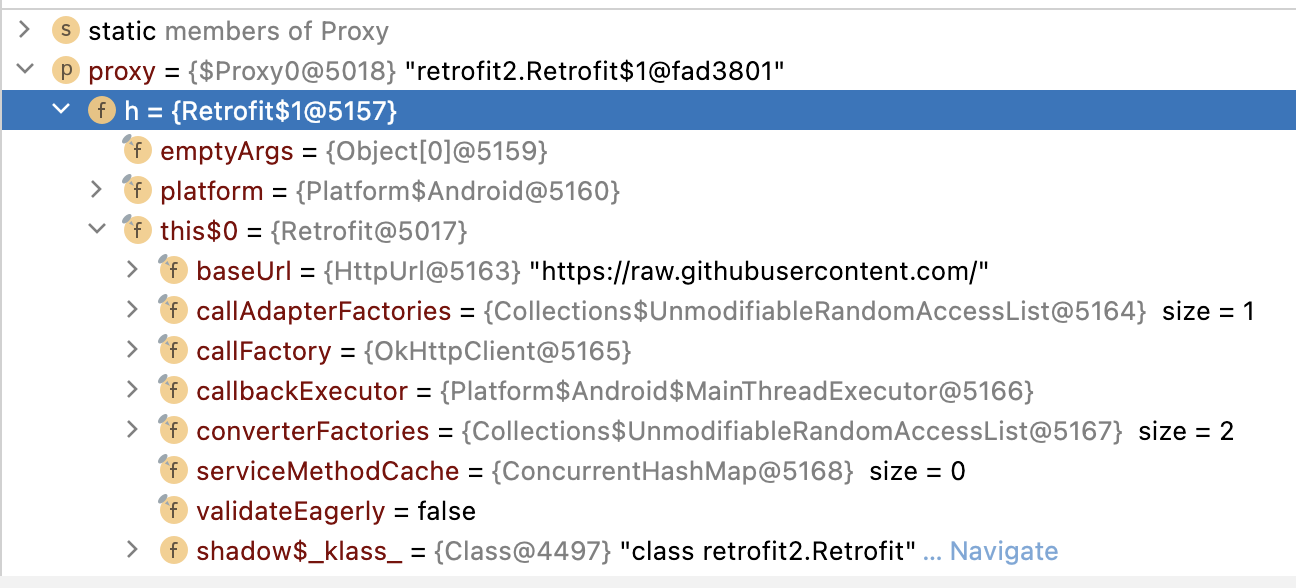 s static members of Proxy
p proxy = {$Proxy0@5018} "retrofit2.Retrofit$1@fad3801"
f h = {Retrofit$1@5157}
f emptyArgs = {Object[0]@5159}
f platform = {Platform$Android@5160}
f this$0 = {Retrofit@5017}
f baseUrl = {HttpUrl@5163} "https://raw.githubusercontent.com/"
f callAdapterFactories = {Collections$UnmodifiableRandomAccessList@5164} size = 1
f callFactory = {OkHttpClient@5165}
f callbackExecutor = {Platform$Android$MainThreadExecutor@5166}
f converterFactories = {Collections$UnmodifiableRandomAccessList@5167} size = 2
f serviceMethodCache = {ConcurrentHashMap@5168} size = 0
f validateEagerly = false
f shadow$_klass_ = {Class@4497} "class retrofit2.Retrofit" ... Navigate